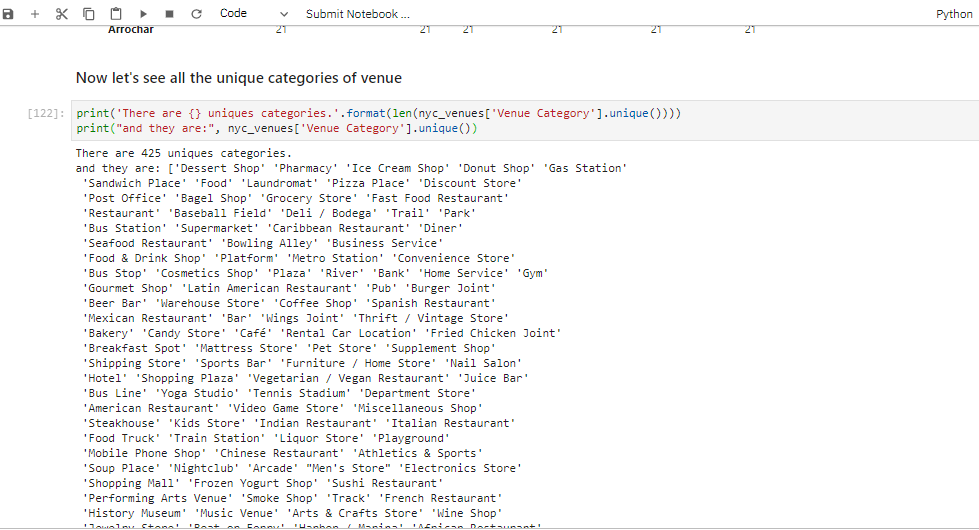 Code Submit Notebook ... Python
Arrochar 21 21 21 21 21 21
Now let's see all the unique categories of venue
[122]: print('There are {} uniques categories.'.format(len(nyc_venues['Venue Category'].unique())))
print("and they are:", nyc_venues['Venue Category'].unique())
There are 425 uniques categories.
and they are: ['Dessert Shop' 'Pharmacy' 'Ice Cream Shop' 'Donut Shop' 'Gas Station'
'Sandwich Place' 'Food' 'Laundromat' 'Pizza Place' 'Discount Store'
'Post Office' 'Bagel Shop' 'Grocery Store' 'Fast Food Restaurant'
'Restaurant' 'Baseball Field' 'Deli / Bodega' 'Trail' 'Park'
'Bus Station' 'Supermarket' 'Caribbean Restaurant' 'Diner'
'Seafood Restaurant' 'Bowling Alley' 'Business Service'
'Food & Drink Shop' 'Platform' 'Metro Station' 'Convenience Store'
'Bus Stop' 'Cosmetics Shop' 'Plaza' 'River' 'Bank' 'Home Service' 'Gym'
'Gourmet Shop' 'Latin American Restaurant' 'Pub' 'Burger Joint'
'Beer Bar' 'Warehouse Store' 'Coffee Shop' 'Spanish Restaurant'
'Mexican Restaurant' 'Bar' 'Wings Joint' 'Thrift / Vintage Store'
'Bakery' 'Candy Store' 'Café' 'Rental Car Location' 'Fried Chicken Joint'
'Breakfast Spot' 'Mattress Store' 'Pet Store' 'Supplement Shop'
'Shipping Store' 'Sports Bar' 'Furniture / Home Store' 'Nail Salon'
'Hotel' 'Shopping Plaza' 'Vegetarian / Vegan Restaurant' 'Juice Bar'
'Bus Line' 'Yoga Studio' 'Tennis Stadium' 'Department Store'
'American Restaurant' 'Video Game Store' 'Miscellaneous Shop'
'Steakhouse' 'Kids Store' 'Indian Restaurant' 'Italian Restaurant'
'Food Truck' 'Train Station' 'Liquor Store' 'Playground'
'Mobile Phone Shop' 'Chinese Restaurant' 'Athletics & Sports'
'Soup Place' 'Nightclub' 'Arcade' "Men's Store" 'Electronics Store'
'Shopping Mall' 'Frozen Yogurt Shop' 'Sushi Restaurant'
'Performing Arts Venue' 'Smoke Shop' 'Track' 'French Restaurant'
'History Museum' 'Music Venue' 'Arts & Crafts Store' 'Wine Shop'
'Jewelry Store' 'Boat or Ferry' 'Harbor / Marina' 'African Restaurant'